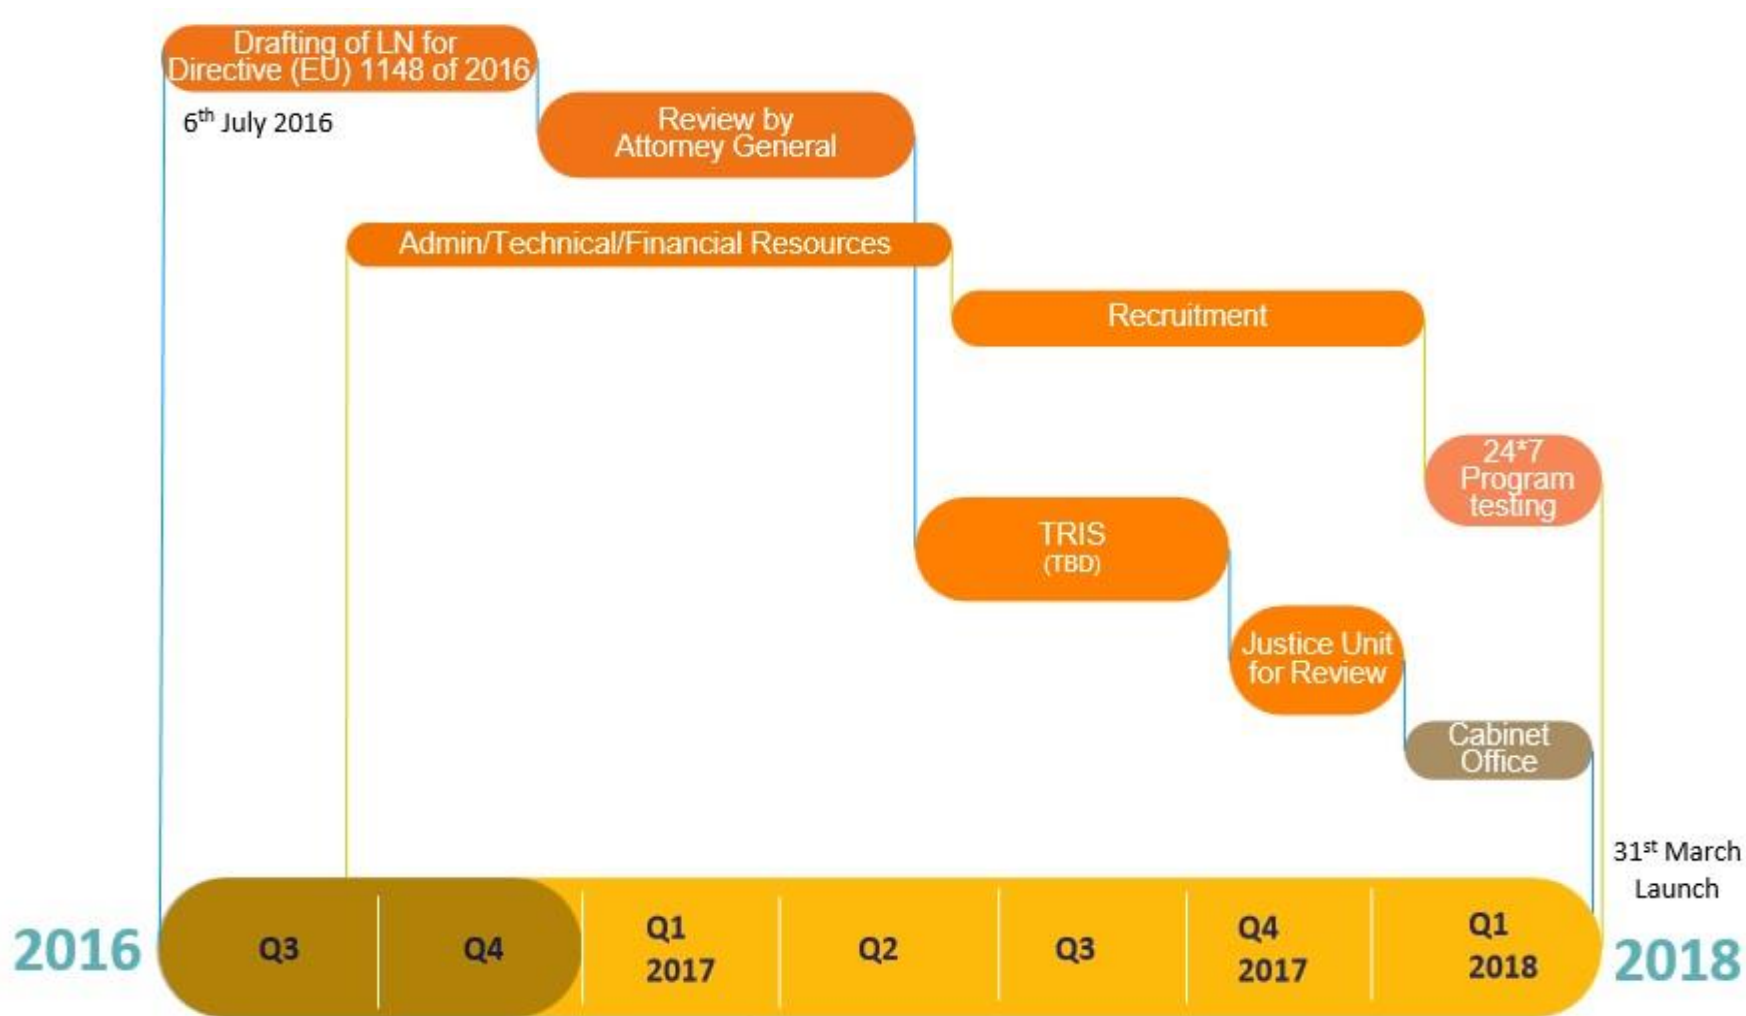 Drafting of LN for
Directive (EU) 1148 of 2016
6th July 2016
Review by
Attorney General
Admin/Technical/Financial Resources
Recruitment
24*7
Program
testing
TRIS
(TBD)
Justice Unit
for Review
Cabinet
Office
31st March
Launch
2016
Q3
Q4
Q1
2017
Q2
Q3
Q4
2017
Q1
2018
2018